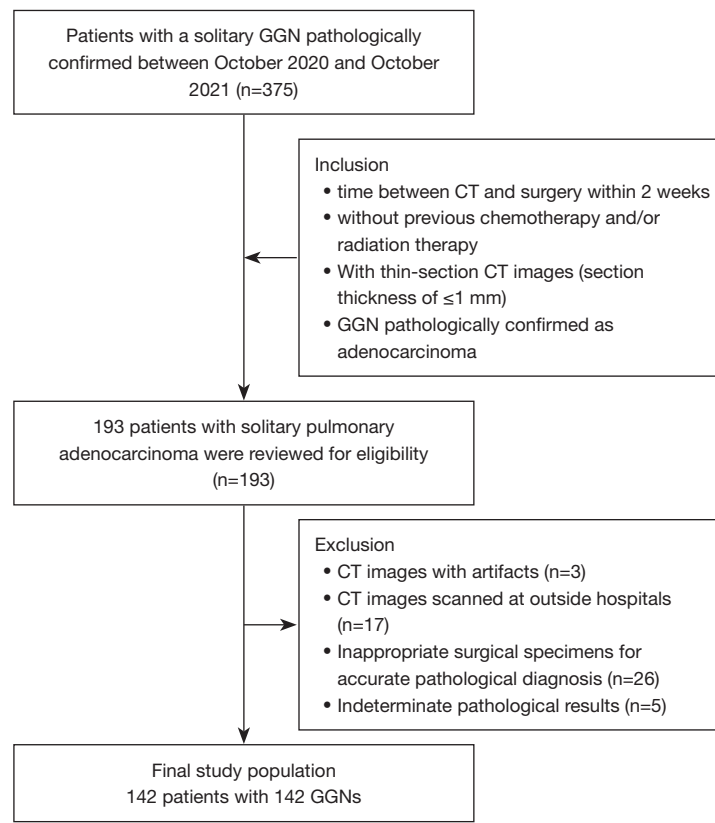 Patients with a solitary GGN pathologically
confirmed between October 2020 and October
2021 (n=375)
Inclusion
• time between CT and surgery within 2 weeks
• without previous chemotherapy and/or
radiation therapy
• With thin-section CT images (section
thickness of ≤1 mm)
• GGN pathologically confirmed as
adenocarcinoma
193 patients with solitary pulmonary
adenocarcinoma were reviewed for eligibility
(n=193)
Exclusion
• CT images with artifacts (n=3)
• CT images scanned at outside hospitals
(n=17)
• Inappropriate surgical specimens for
accurate pathological diagnosis (n=26)
• Indeterminate pathological results (n=5)
Final study population
142 patients with 142 GGNs